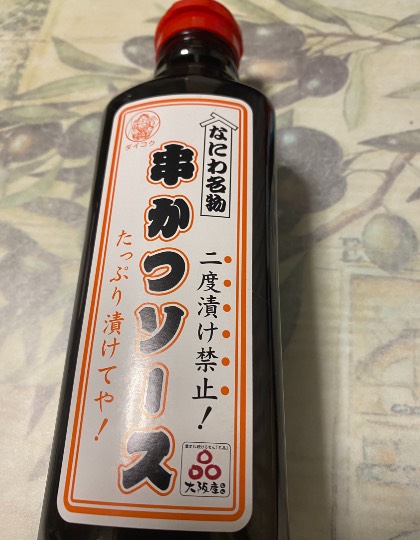 なにわ名物
串かつソース
二度漬け禁止!
たっぷり漬けてや!
ダイコク
大阪産